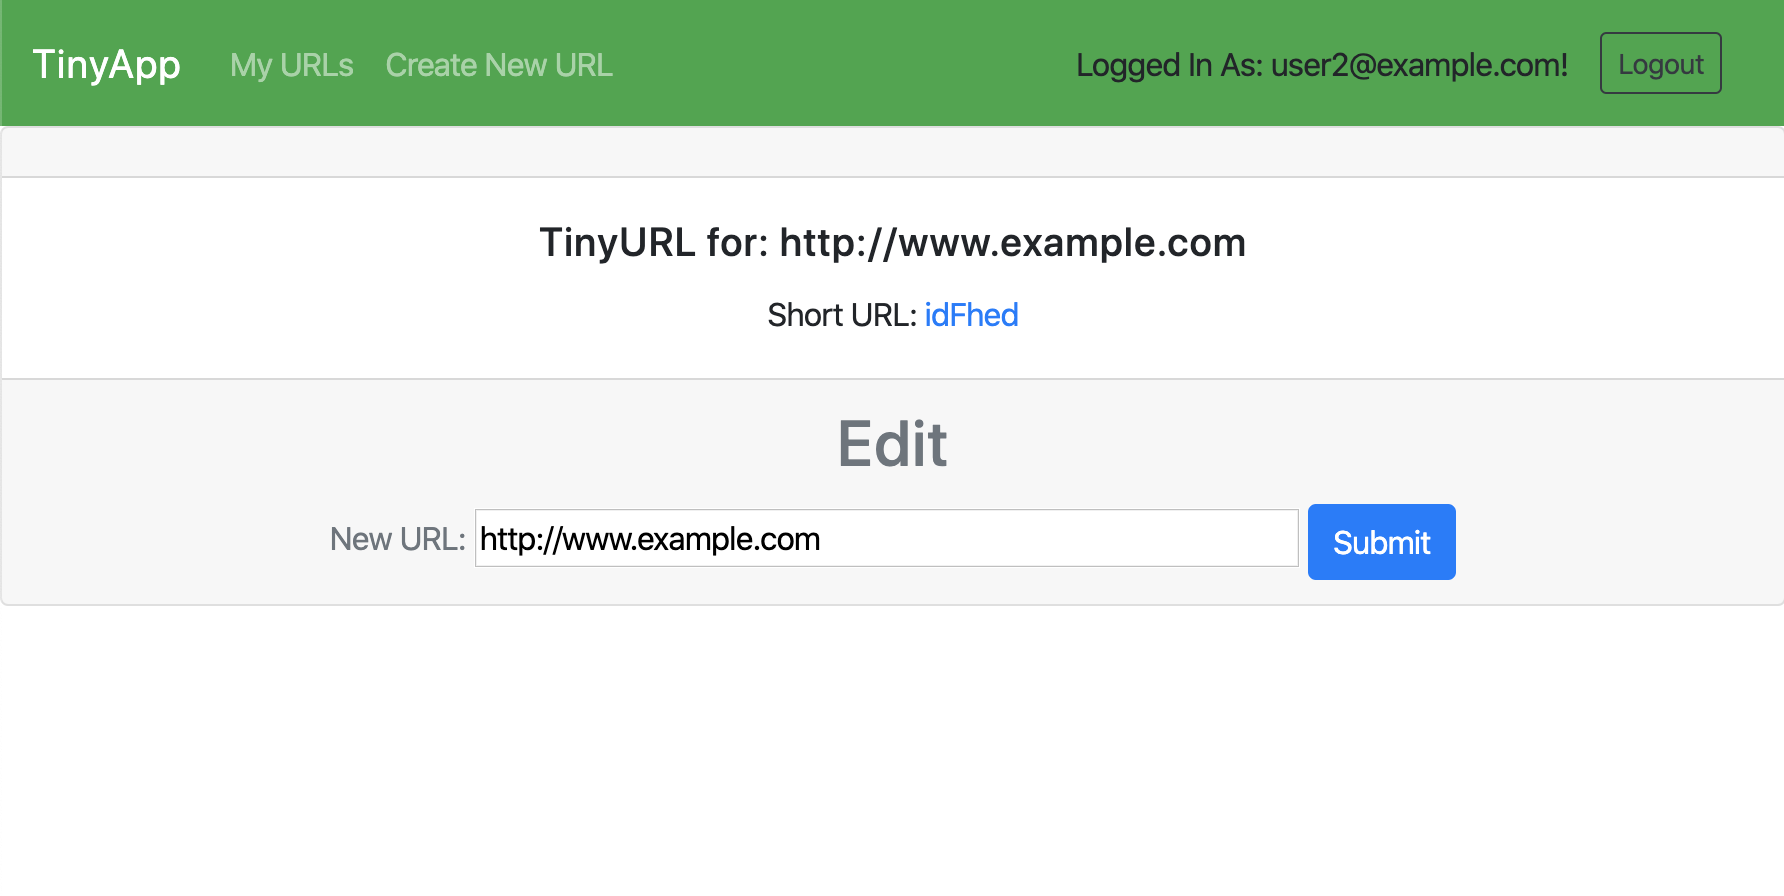 TinyApp My URLs Create New URL Logged In As: user2@example.com! Logout
TinyURL for: http://www.example.com
Short URL: idFhed
Edit
New URL: http://www.example.com Submit